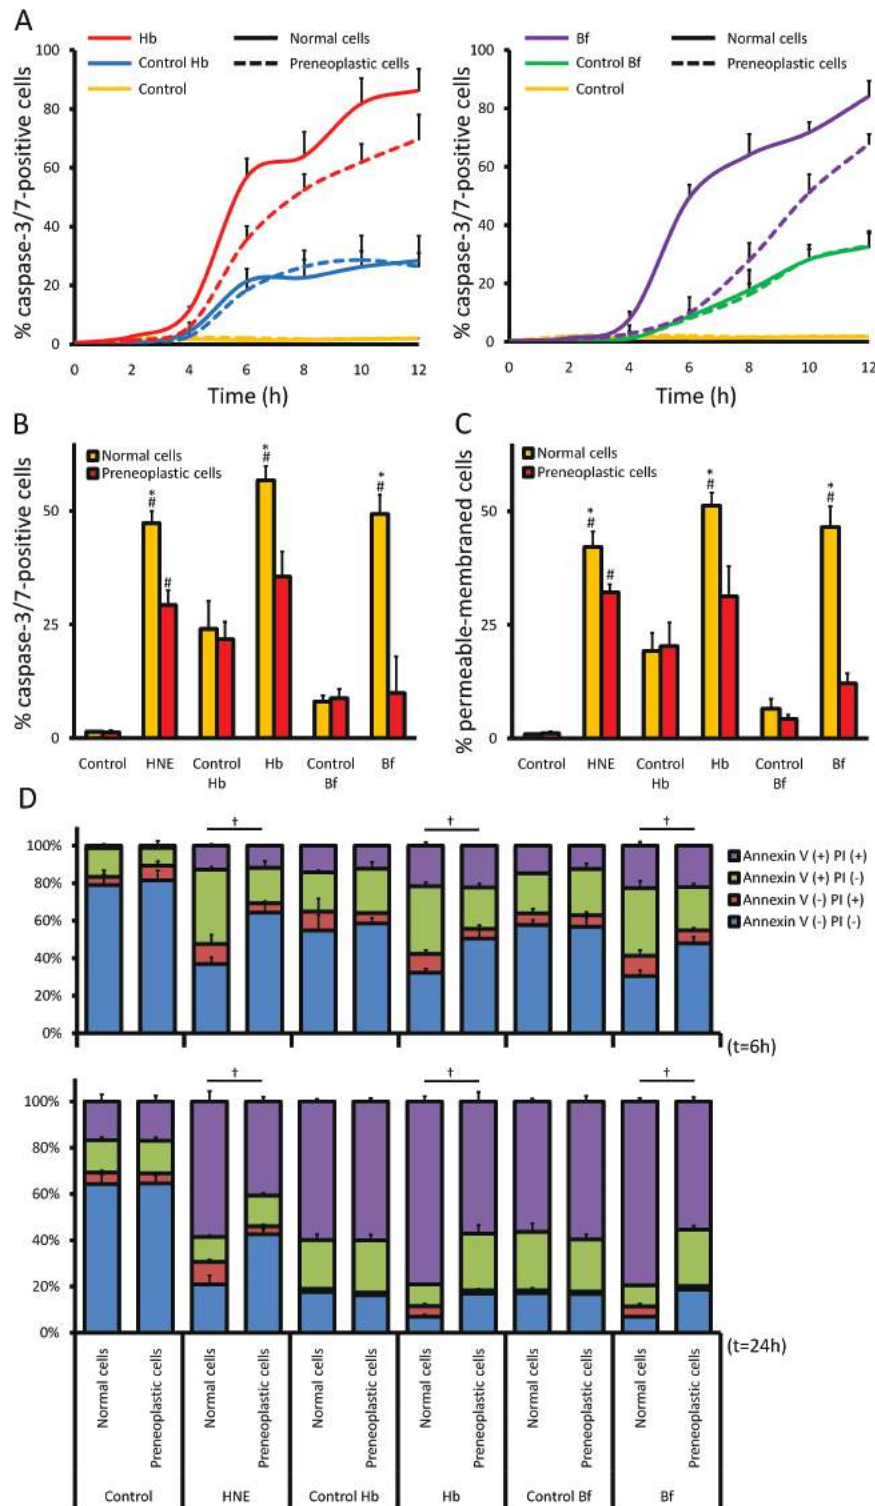 A
Hb
Control Hb
Control
Normal cells
Preneoplastic cells
% caspase-3/7-positive cells
100
80
60
40
20
0
0 2 4 6 8 10 12
Time (h)
Bf
Control Bf
Control
Normal cells
Preneoplastic cells
% caspase-3/7-positive cells
100
80
60
40
20
0
0 2 4 6 8 10 12
Time (h)
B
Normal cells
Preneoplastic cells
% caspase-3/7-positive cells
50
25
0
*
#
#
*
#
*
#
Control HNE Control Hb Control Bf
Hb Bf
C
Normal cells
Preneoplastic cells
% permeable-membraned cells
50
25
0
*
#
#
*
#
*
#
Control HNE Control Hb Control Bf
Hb Bf
D
† † †
100%
80%
60%
40%
20%
0%
Annexin V (+) PI (+)
Annexin V (+) PI (-)
Annexin V (-) PI (+)
Annexin V (-) PI (-)
(t=6h)
† † †
100%
80%
60%
40%
20%
0%
(t=24h)
Normal cells Preneoplastic cells Normal cells Preneoplastic cells Normal cells Preneoplastic cells Normal cells Preneoplastic cells Normal cells Preneoplastic cells Normal cells Preneoplastic cells
Control HNE Control Hb Hb Control Bf Bf